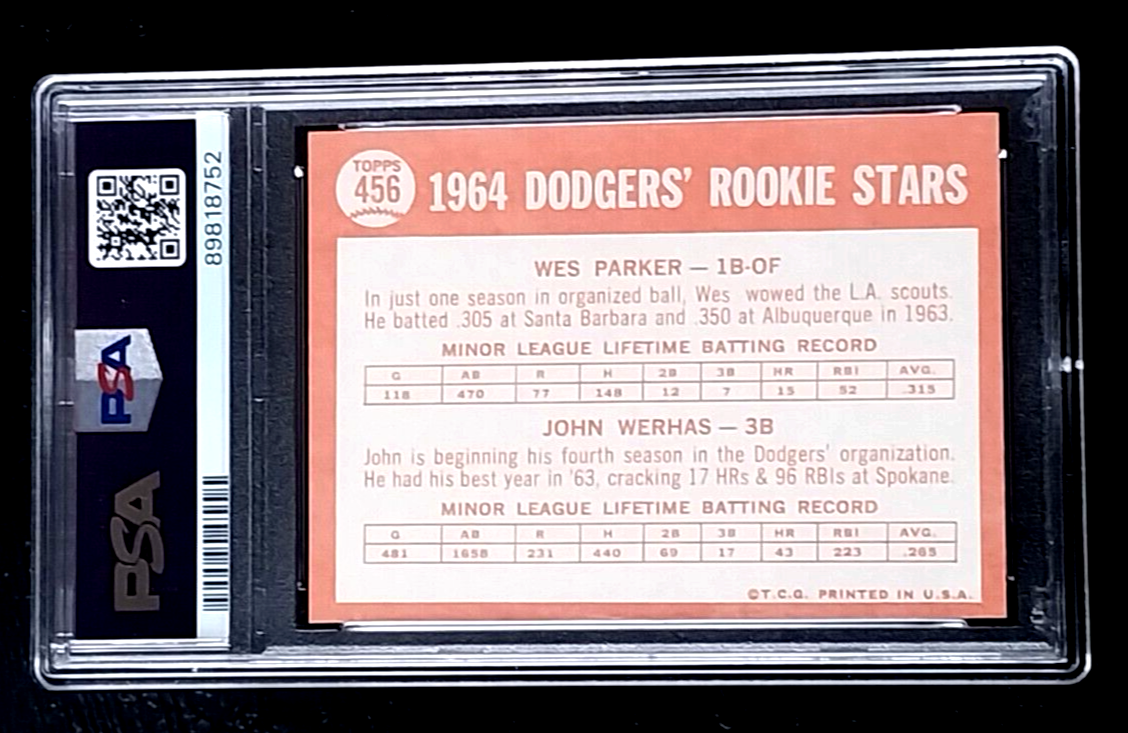 TOPPS
456
1964 DODGERS' ROOKIE STARS
WES PARKER — 1B-OF
In just one season in organized ball, Wes wowed the L.A. scouts.
He batted .305 at Santa Barbara and .350 at Albuquerque in 1963.
MINOR LEAGUE LIFETIME BATTING RECORD
G AB R H 2B 3B HR RBI AVG.
118 470 77 148 12 7 15 52 .315
JOHN WERHAS — 3B
John is beginning his fourth season in the Dodgers' organization.
He had his best year in '63, cracking 17 HRs & 96 RBIs at Spokane.
MINOR LEAGUE LIFETIME BATTING RECORD
G AB R H 2B 3B HR RBI AVG.
481 1658 231 440 69 17 43 223 .265
©T.C.G. PRINTED IN U.S.A.
89818752
PSA
PSA